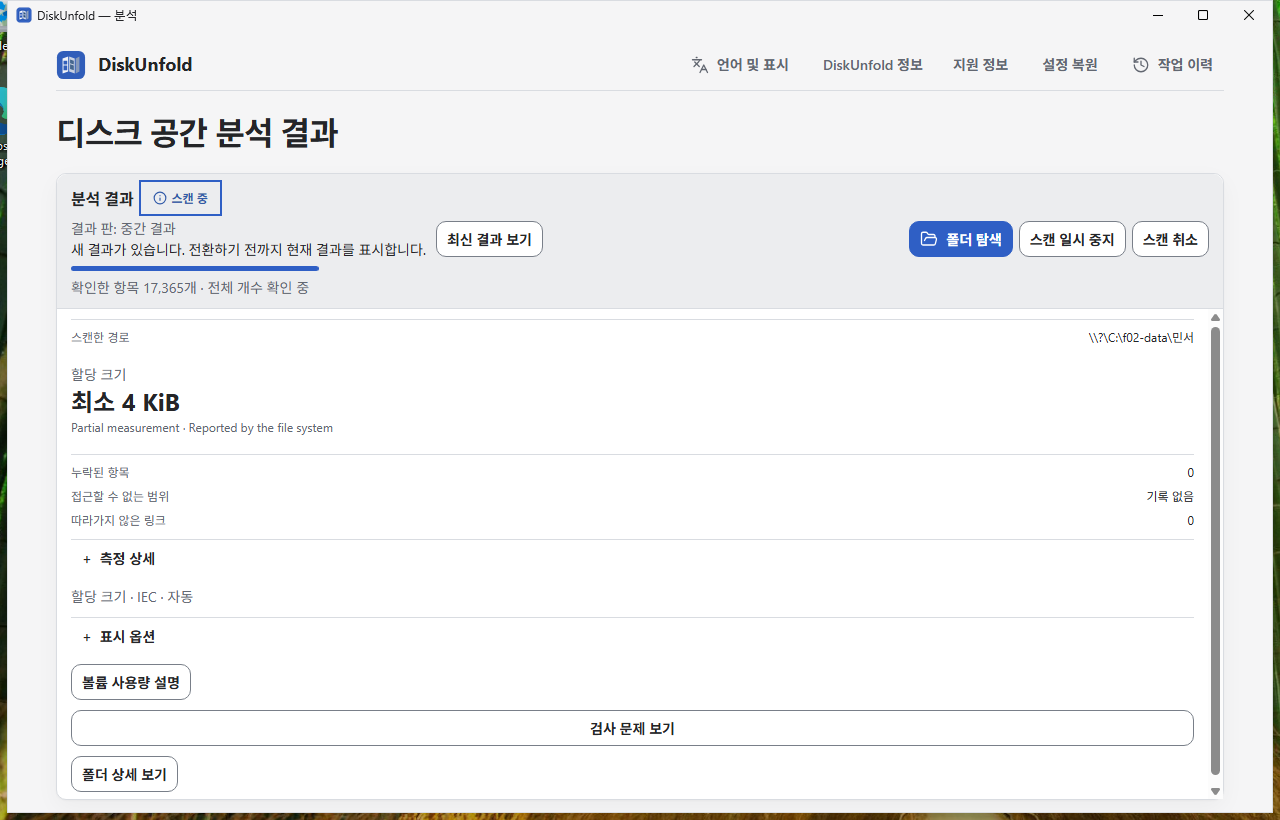 DiskUnfold — 분석
DiskUnfold
언어 및 표시
DiskUnfold 정보
지원 정보
설정 복원
작업 이력
디스크 공간 분석 결과
분석 결과
스캔 중
결과 판: 중간 결과
새 결과가 있습니다. 전환하기 전까지 현재 결과를 표시합니다.
최신 결과 보기
폴더 탐색
스캔 일시 중지
스캔 취소
확인한 항목 17,365개 · 전체 개수 확인 중
스캔한 경로
\\?\C:\f02-data\민서
할당 크기
최소 4 KiB
Partial measurement · Reported by the file system
누락된 항목
0
접근할 수 없는 범위
기록 없음
따라가지 않은 링크
0
+ 측정 상세
할당 크기 · IEC · 자동
+ 표시 옵션
볼륨 사용량 설명
검사 문제 보기
폴더 상세 보기